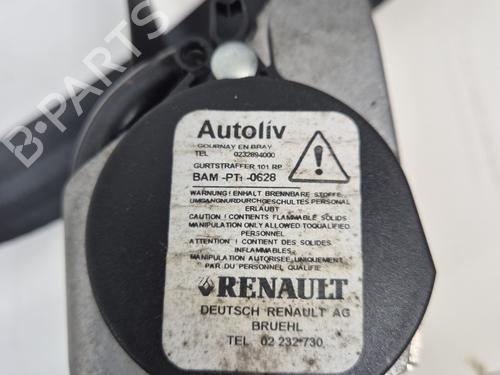 B-PARTS
Autoliv
GOURNAY EN BRAY
TEL 0232894000
GURTSTRAFFER 101 RP
BAM -PT1 -0628
WARNUNG! ENHALT BRENNBARE STOFFE.
UMGANGNURDURCHGESCHULTES PERSONAL
ERLAUBT
CAUTION ! CONTENTS FLAMMABLE SOLIDS
MANIPULATION ONLY ALLOWED TOQUALIFIED
PERSONNEL
ATTENTION ! CONTIENT DES SOLIDES
INFLAMMABLES
MANIPULATION AUTORISEE UNIQUEMENT
PAR DU PERSONNEL QUALIFIE
RENAULT
DEUTSCH RENAULT AG
BRUEHL
TEL 02 232*730